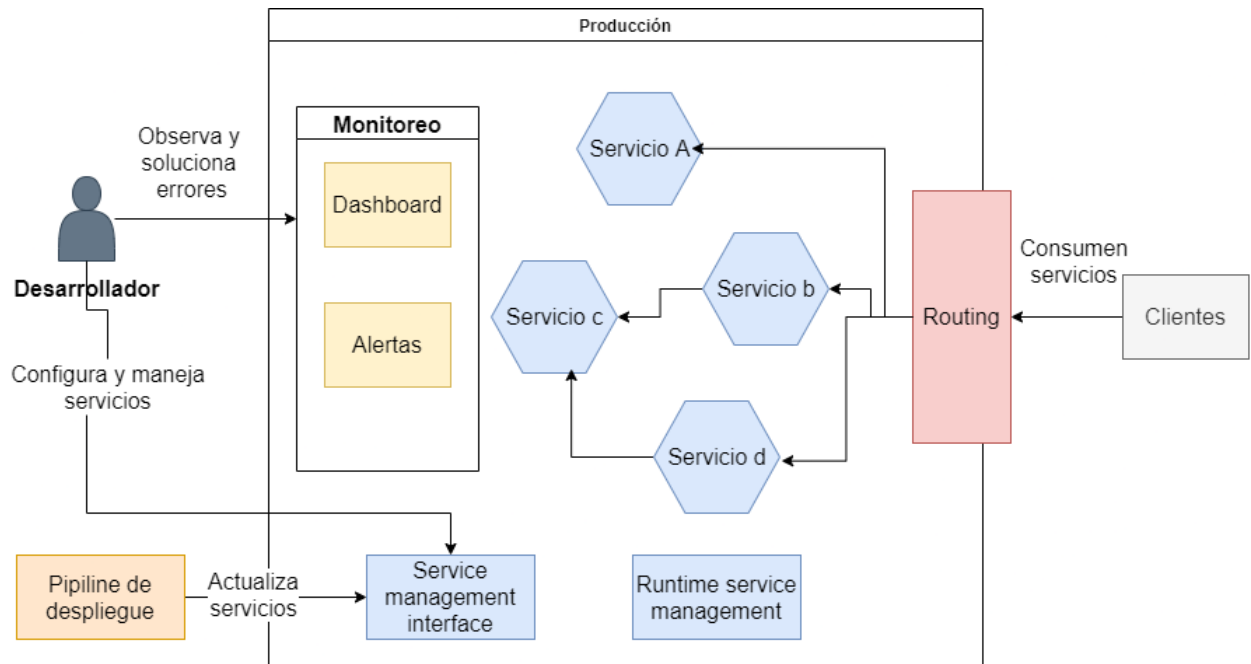 Producción
Monitoreo
Observa y
soluciona
errores
Dashboard
Alertas
Desarrollador
Configura y maneja
servicios
Servicio A
Servicio b
Servicio c
Servicio d
Routing
Consumen
servicios
Clientes
Pipiline de
despliegue
Actualiza
servicios
Service
management
interface
Runtime service
management